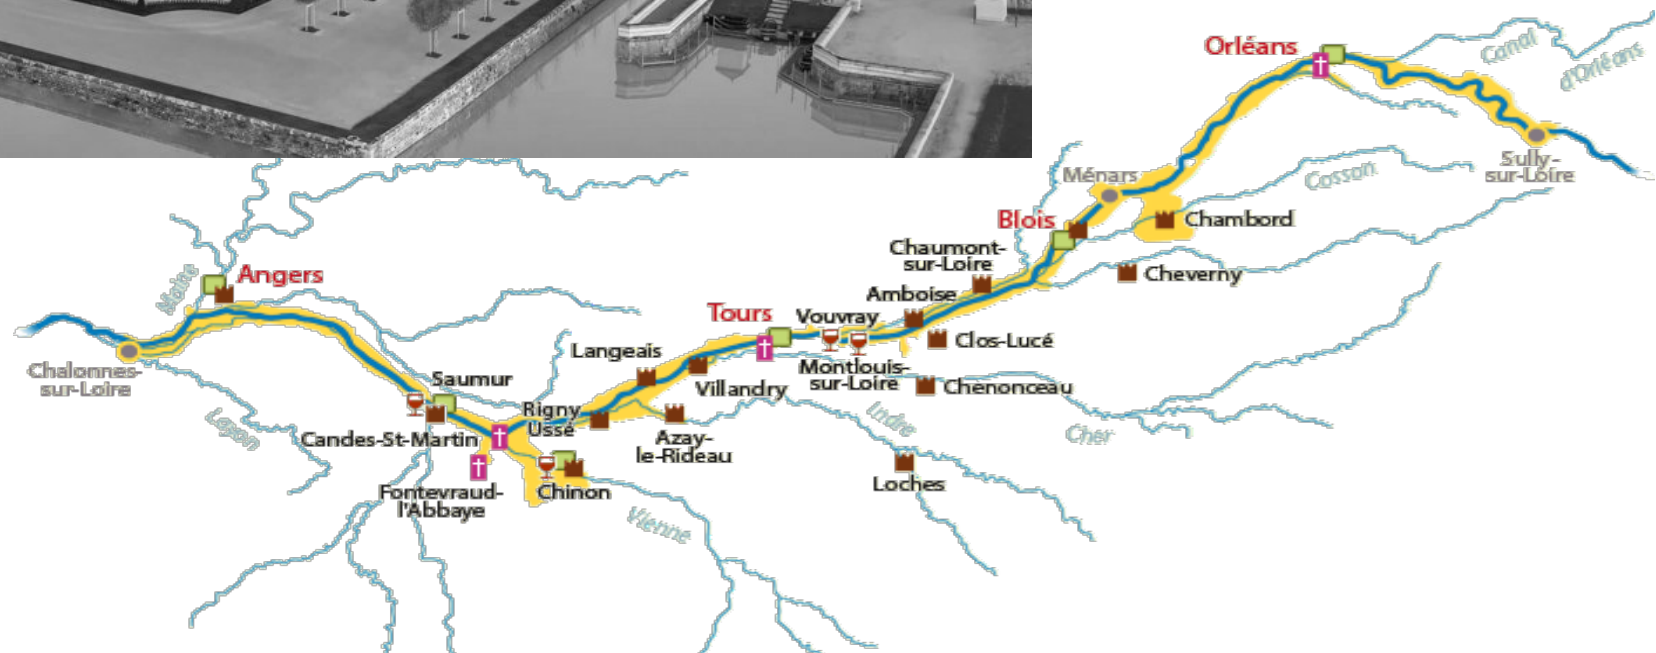 Orléans
Canal
d'Orléans
Sully-
sur-Loire
Ménars
Cosson
Blois
Chambord
Chaumont-
sur-Loire
Cheverny
Maine
Angers
Amboise
Tours
Vouvray
Clos-Lucé
Langeais
Montlouis-
sur-Loire
Chalonnes-
sur-Loire
Saumur
Villandry
Chenonceau
Layon
Rigny
Ussé
Indre
Cher
Candes-St-Martin
Azay-
le-Rideau
Loches
Fontevraud-
l'Abbaye
Chinon
Vienne